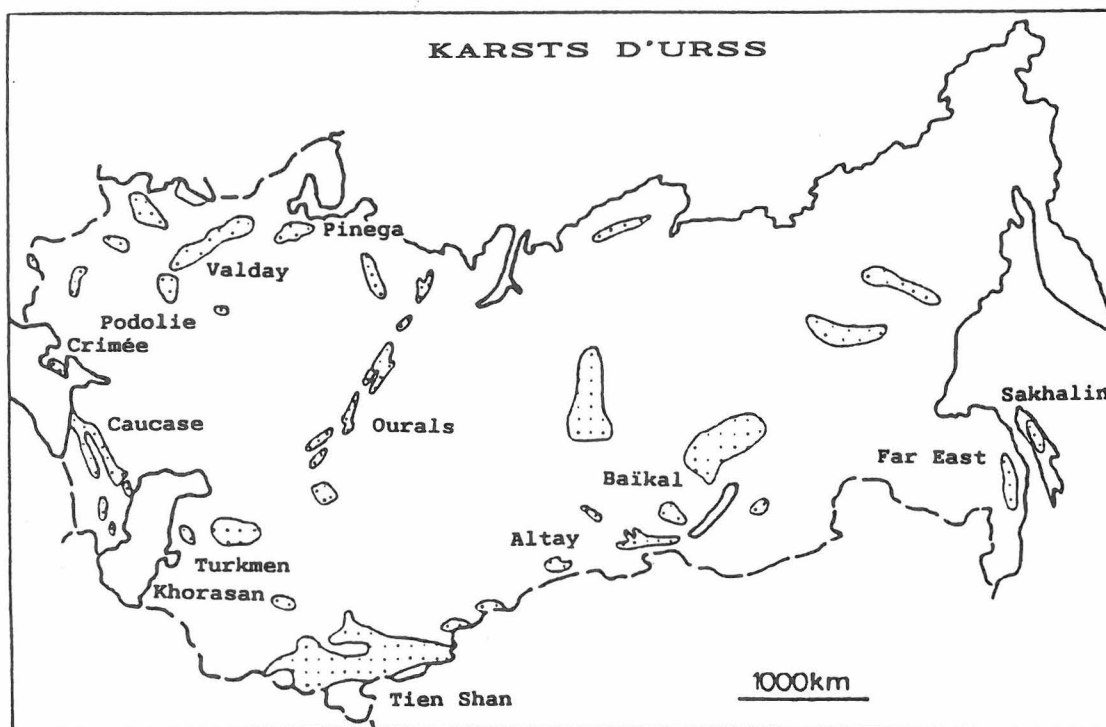 KARSTS D'URSS
Pinega
Valday
Podolie
Crimée
Sakhalin
Caucase
Ourals
Far East
Baïkal
Altay
Turkmen
Khorasan
1000km
Tien Shan